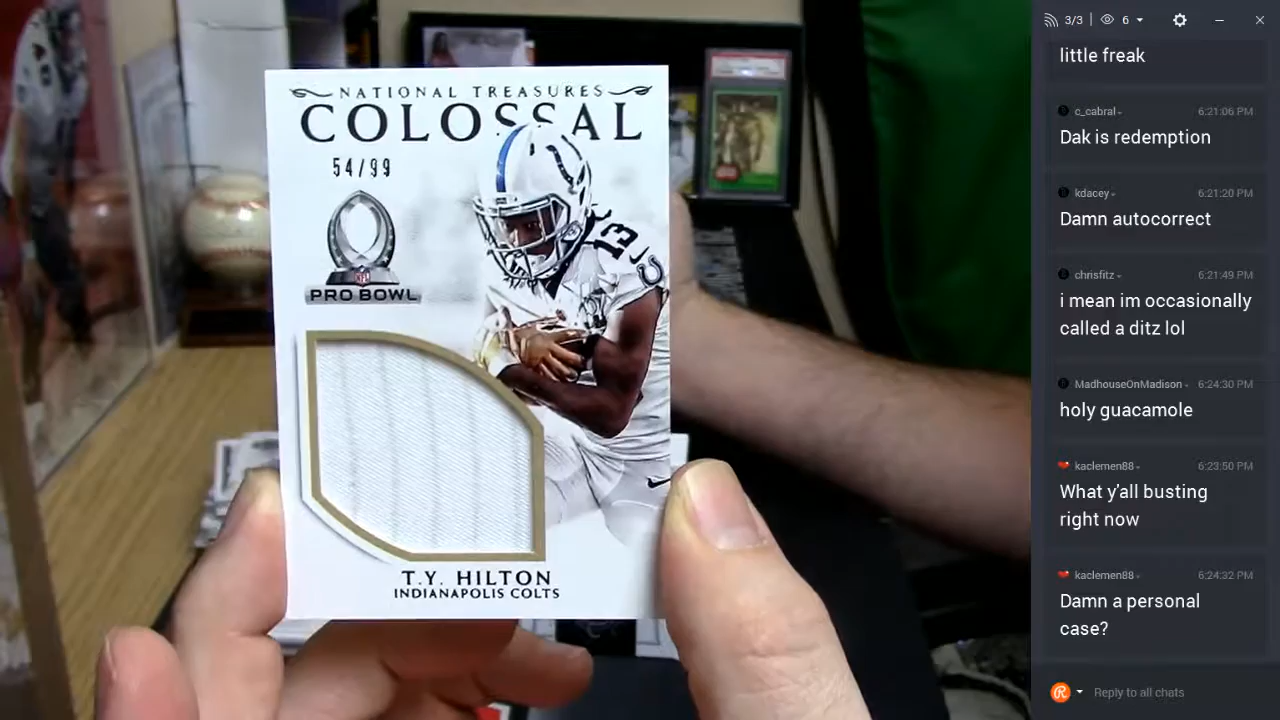 NATIONAL TREASURES
COLOSSAL
54/99
NFL
PRO BOWL
13
T.Y. HILTON
INDIANAPOLIS COLTS
3/3
6
little freak
c_cabral
6:21:06 PM
Dak is redemption
kdacey
6:21:20 PM
Damn autocorrect
chrisfitz
6:21:49 PM
i mean im occasionally
called a ditz lol
MadhouseOnMadison
6:24:30 PM
holy guacamole
kaclemen88
6:23:50 PM
What y'all busting
right now
kaclemen88
6:24:32 PM
Damn a personal
case?
Reply to all chats